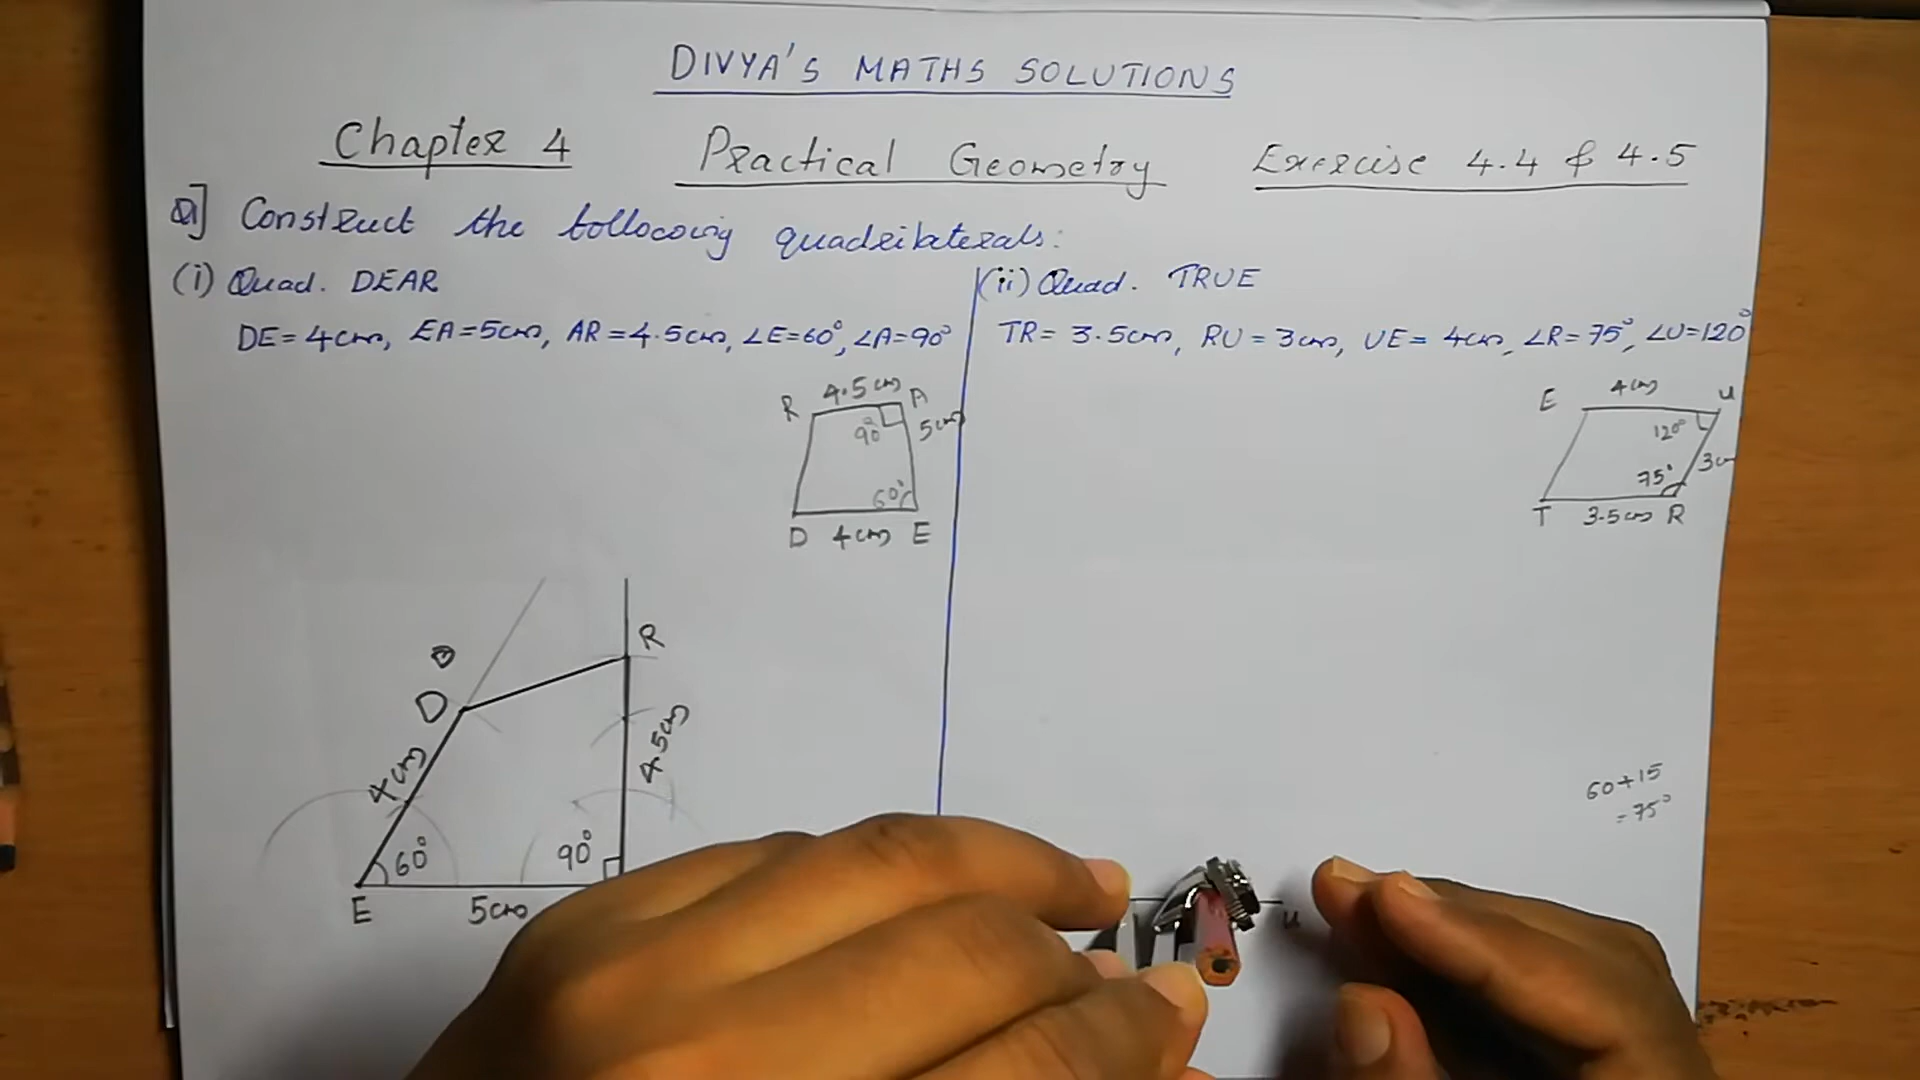 DIVYA'S MATHS SOLUTIONS
Chapter 4 Practical Geometry Exercise 4.4 & 4.5
Q] Construct the following quadrilaterals:
(i) Quad. DEAR
DE = 4cm, EA = 5cm, AR = 4.5cm, ∠E = 60°, ∠A = 90°
R 4.5cm A
90° 5cm
60°
D 4cm E
R
D
4cm 4.5cm
60° 90°
E 5cm
(ii) Quad. TRUE
TR = 3.5cm, RU = 3cm, UE = 4cm, ∠R = 75°, ∠U = 120°
E 4cm U
120°
75° 3cm
T 3.5cm R
60+15
= 75°
U